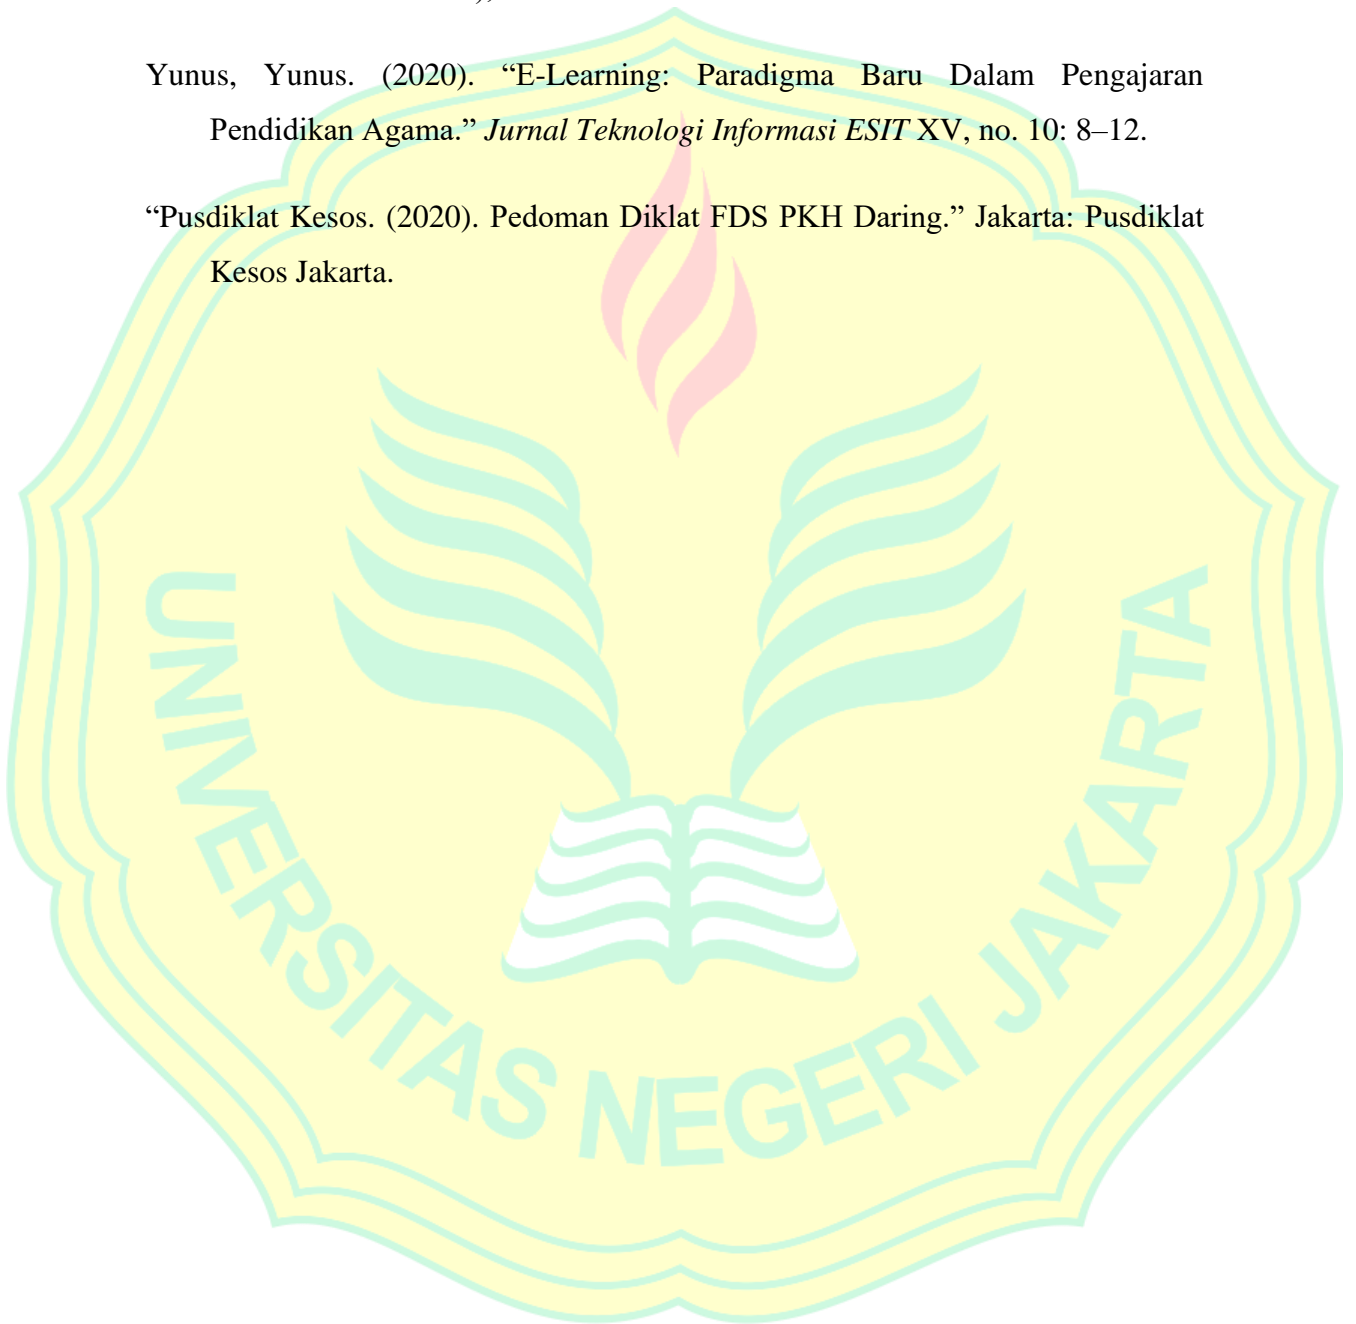 Yunus, Yunus. (2020). “E-Learning: Paradigma Baru Dalam Pengajaran
Pendidikan Agama.” Jurnal Teknologi Informasi ESIT XV, no. 10: 8–12.
“Pusdiklat Kesos. (2020). Pedoman Diklat FDS PKH Daring.” Jakarta: Pusdiklat
Kesos Jakarta.
UNIVERSITAS NEGERI JAKARTA